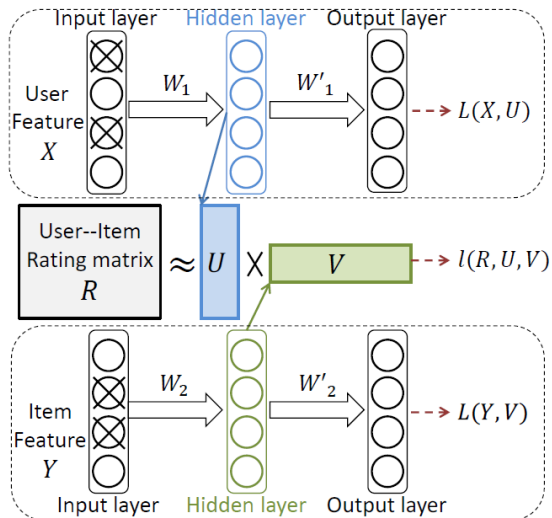 Input layer
Hidden layer
Output layer
User
Feature
X
W₁
W'₁
L(X, U)
User--Item
Rating matrix
R
≈
U
X
V
l(R, U, V)
Item
Feature
Y
W₂
W'₂
L(Y, V)
Input layer
Hidden layer
Output layer